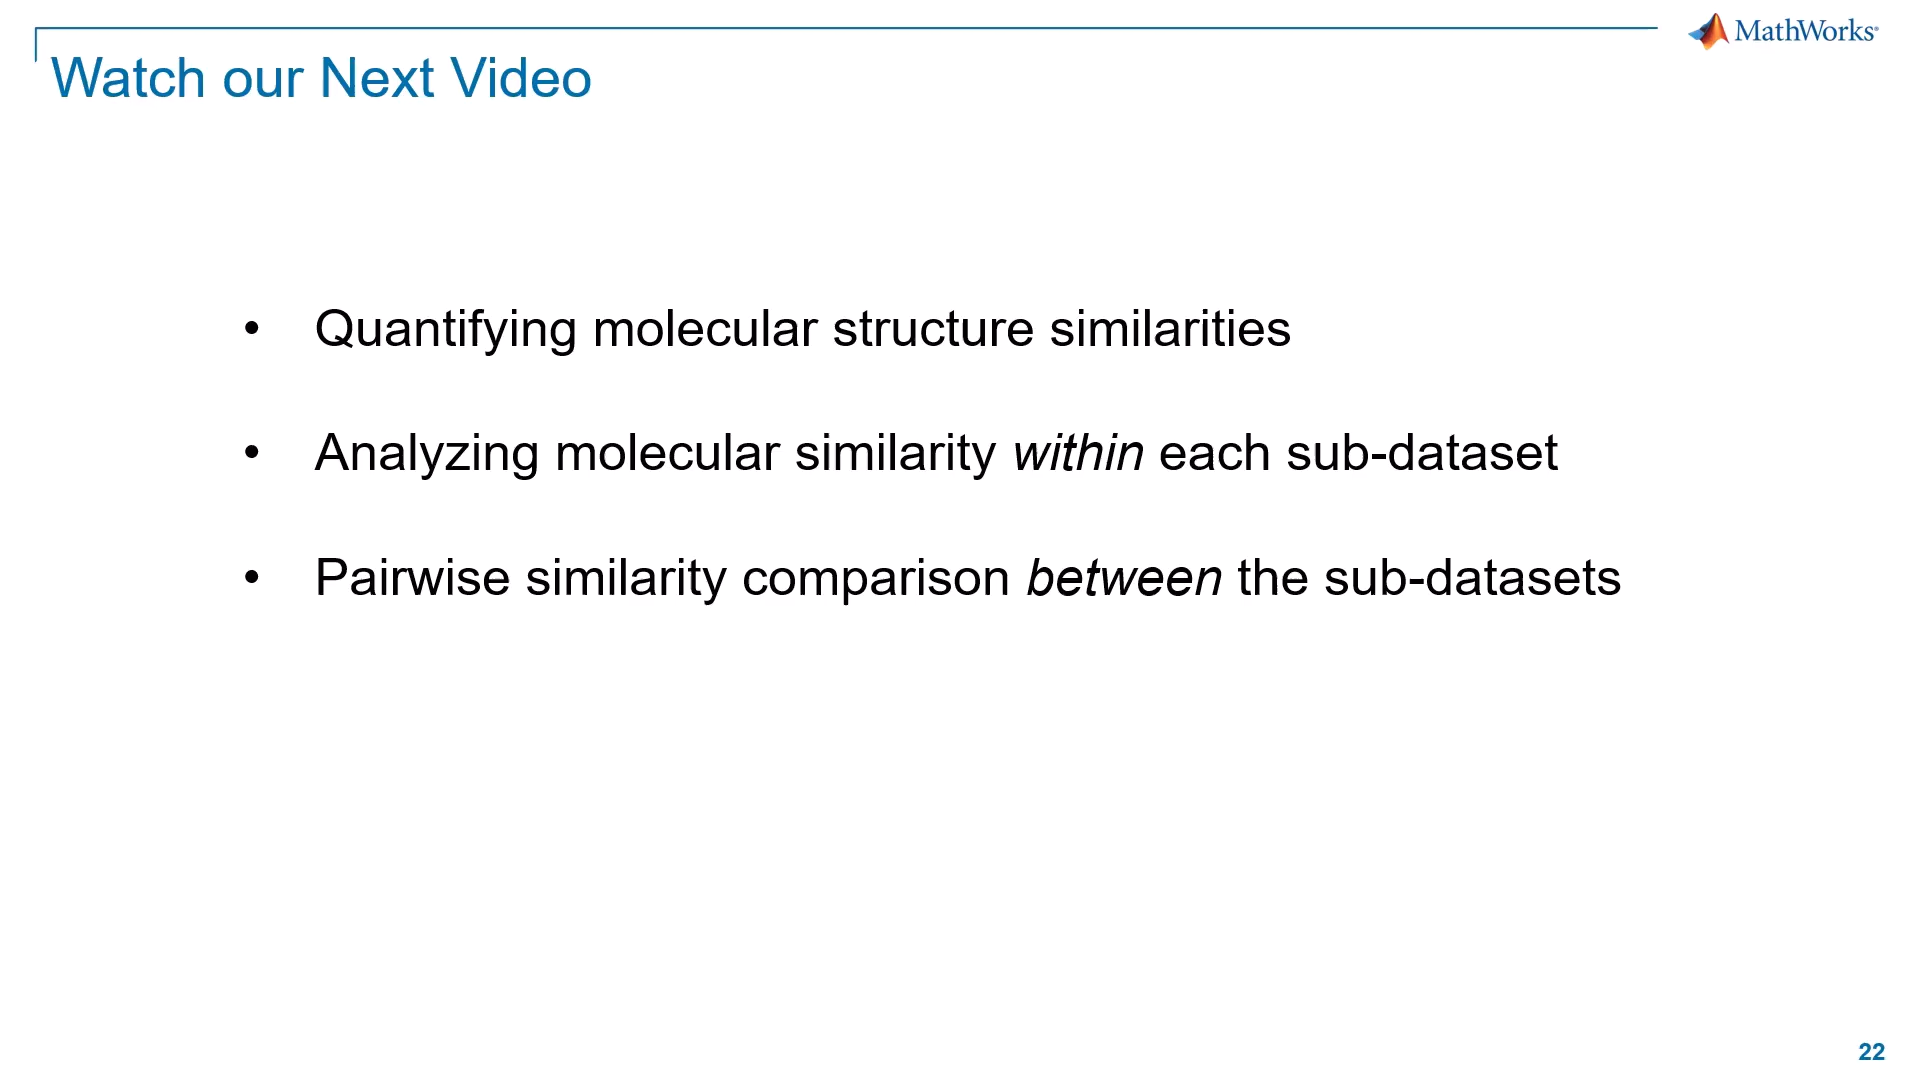 MathWorks®
Watch our Next Video
• Quantifying molecular structure similarities
• Analyzing molecular similarity within each sub-dataset
• Pairwise similarity comparison between the sub-datasets
22